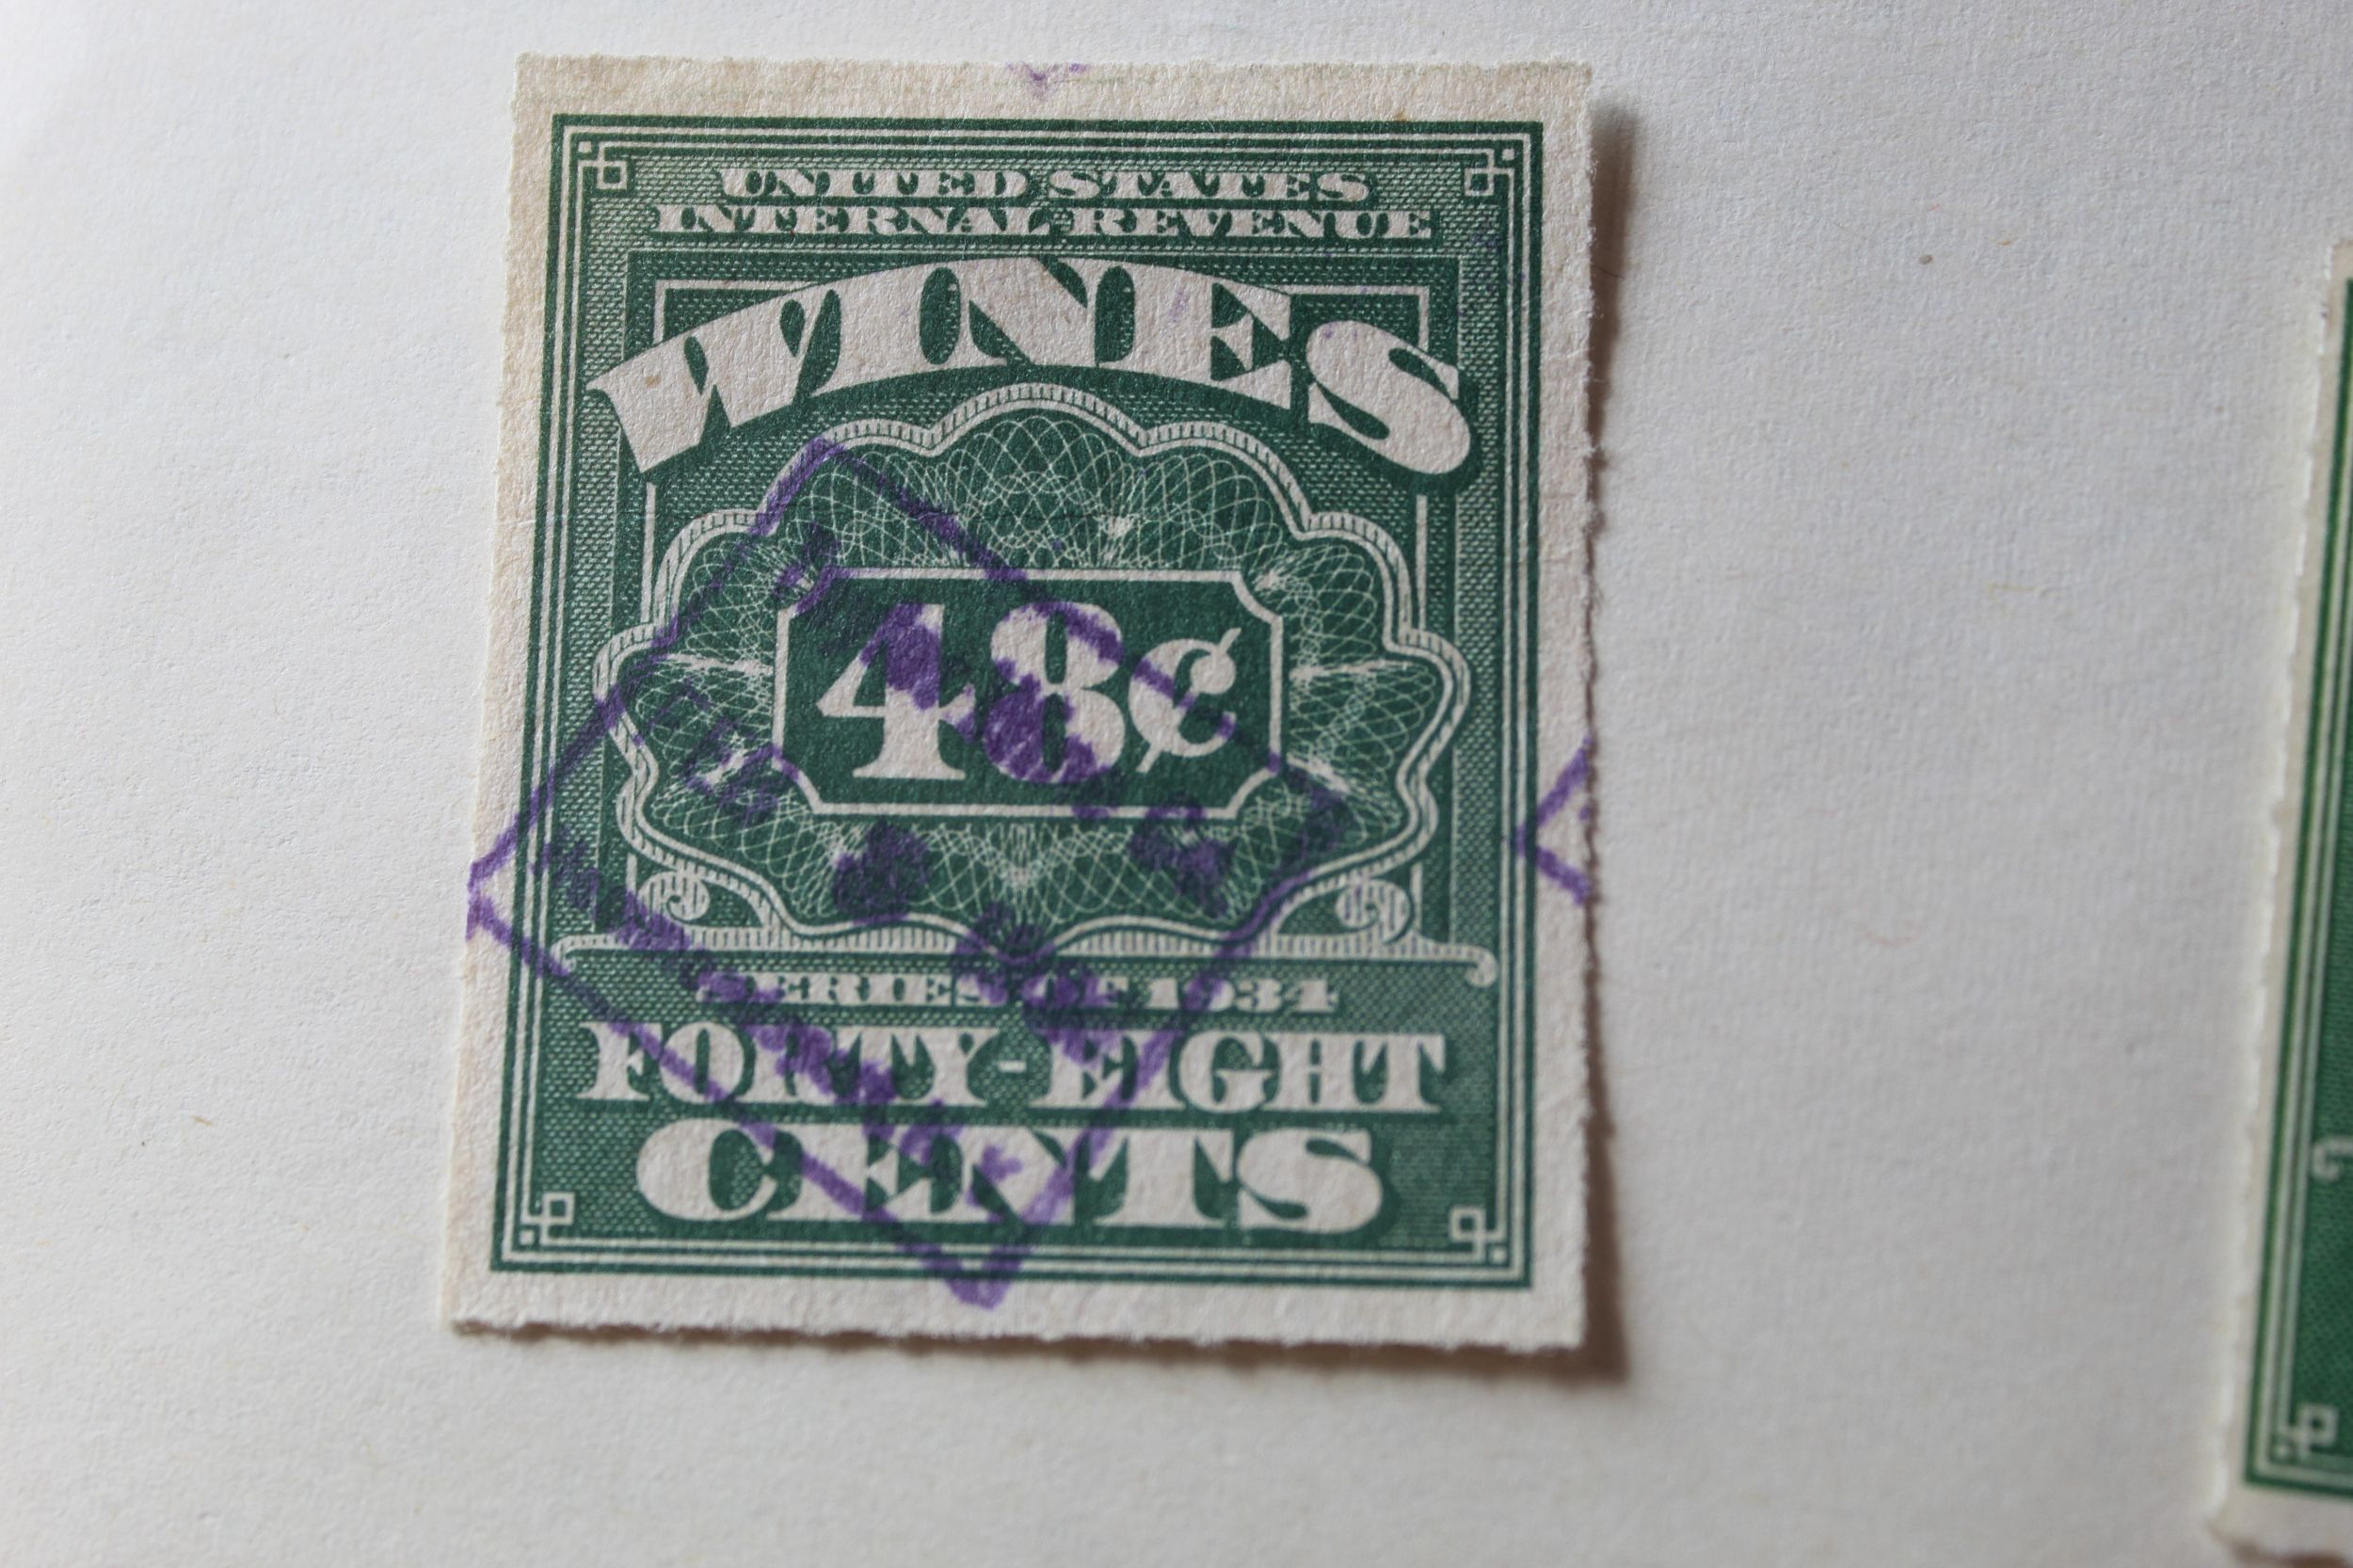 UNITED STATES
INTERNAL REVENUE
WINES
48¢
SERIES OF 1934
FORTY-EIGHT
CENTS